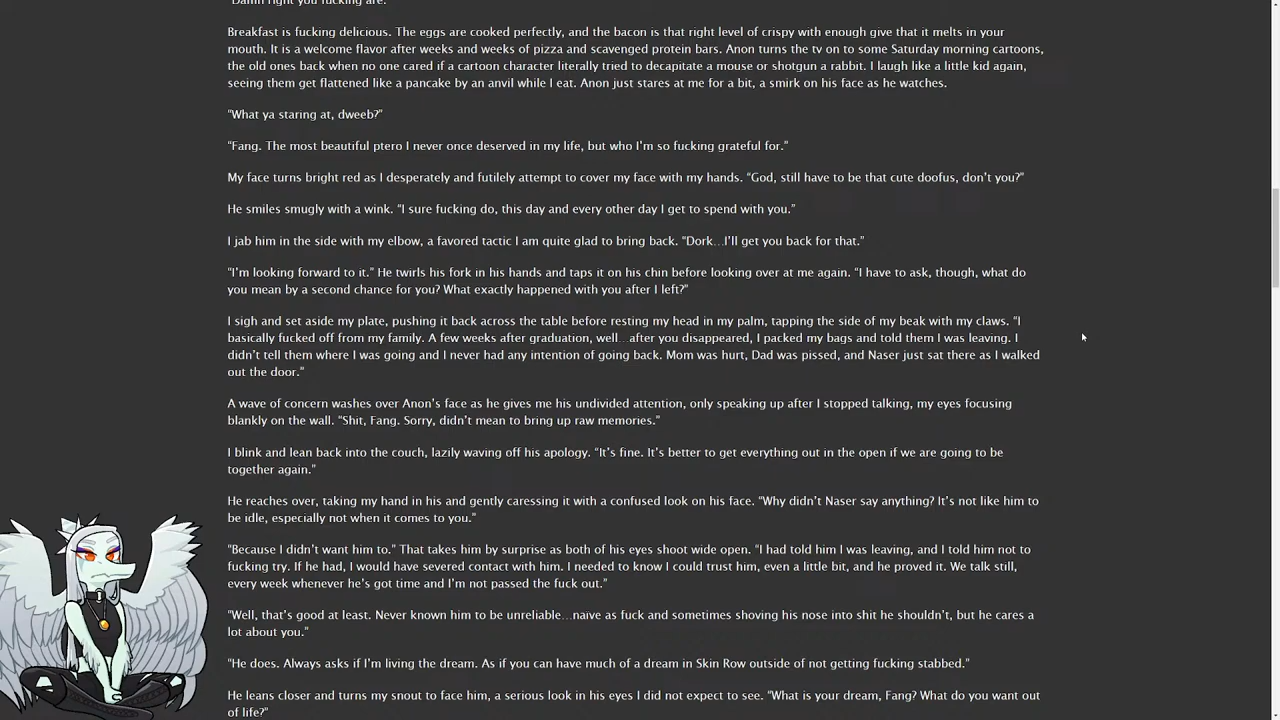 “Damn right you fucking are.”
Breakfast is fucking delicious. The eggs are cooked perfectly, and the bacon is that right level of crispy with enough give that it melts in your
mouth. It is a welcome flavor after weeks and weeks of pizza and scavenged protein bars. Anon turns the tv on to some Saturday morning cartoons,
the old ones back when no one cared if a cartoon character literally tried to decapitate a mouse or shotgun a rabbit. I laugh like a little kid again,
seeing them get flattened like a pancake by an anvil while I eat. Anon just stares at me for a bit, a smirk on his face as he watches.
“What ya staring at, dweeb?”
“Fang. The most beautiful ptero I never once deserved in my life, but who I’m so fucking grateful for.”
My face turns bright red as I desperately and futilely attempt to cover my face with my hands. “God, still have to be that cute doofus, don’t you?”
He smiles smugly with a wink. “I sure fucking do, this day and every other day I get to spend with you.”
I jab him in the side with my elbow, a favored tactic I am quite glad to bring back. “Dork…I’ll get you back for that.”
“I’m looking forward to it.” He twirls his fork in his hands and taps it on his chin before looking over at me again. “I have to ask, though, what do
you mean by a second chance for you? What exactly happened with you after I left?”
I sigh and set aside my plate, pushing it back across the table before resting my head in my palm, tapping the side of my beak with my claws. “I
basically fucked off from my family. A few weeks after graduation, well…after you disappeared, I packed my bags and told them I was leaving. I
didn’t tell them where I was going and I never had any intention of going back. Mom was hurt, Dad was pissed, and Naser just sat there as I walked
out the door.“
A wave of concern washes over Anon’s face as he gives me his undivided attention, only speaking up after I stopped talking, my eyes focusing
blankly on the wall. “Shit, Fang. Sorry, didn’t mean to bring up raw memories.”
I blink and lean back into the couch, lazily waving off his apology. “It’s fine. It’s better to get everything out in the open if we are going to be
together again.”
He reaches over, taking my hand in his and gently caressing it with a confused look on his face. “Why didn’t Naser say anything? It’s not like him to
be idle, especially not when it comes to you.”
“Because I didn’t want him to.” That takes him by surprise as both of his eyes shoot wide open. “I had told him I was leaving, and I told him not to
fucking try. If he had, I would have severed contact with him. I needed to know I could trust him, even a little bit, and he proved it. We talk still,
every week whenever he’s got time and I’m not passed the fuck out.”
“Well, that’s good at least. Never known him to be unreliable…naïve as fuck and sometimes shoving his nose into shit he shouldn’t, but he cares a
lot about you.”
“He does. Always asks if I’m living the dream. As if you can have much of a dream in Skin Row outside of not getting fucking stabbed.”
He leans closer and turns my snout to face him, a serious look in his eyes I did not expect to see. “What is your dream, Fang? What do you want out
of life?”